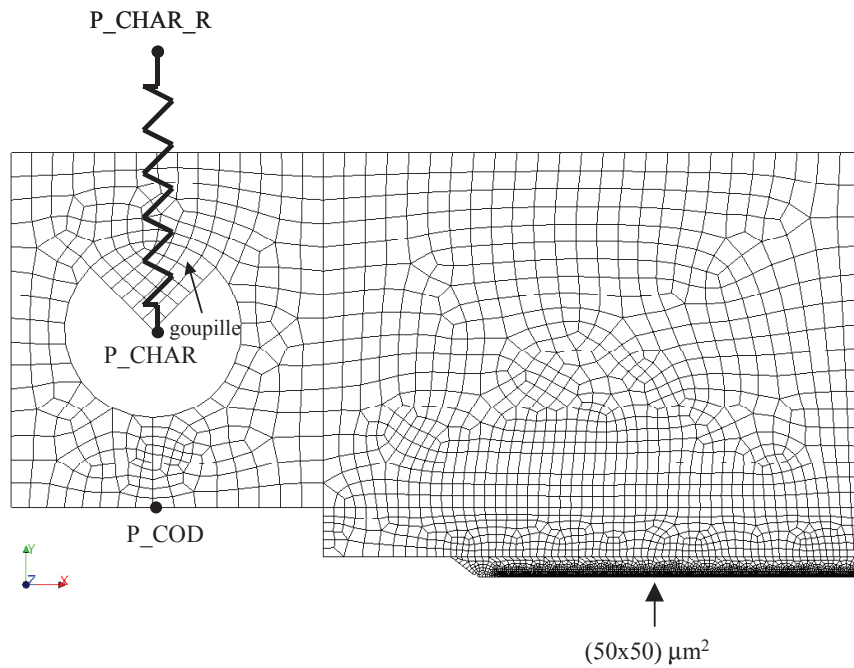 P_CHAR_R
goupille
P_CHAR
P_COD
Y
Z X
(50x50) μm²